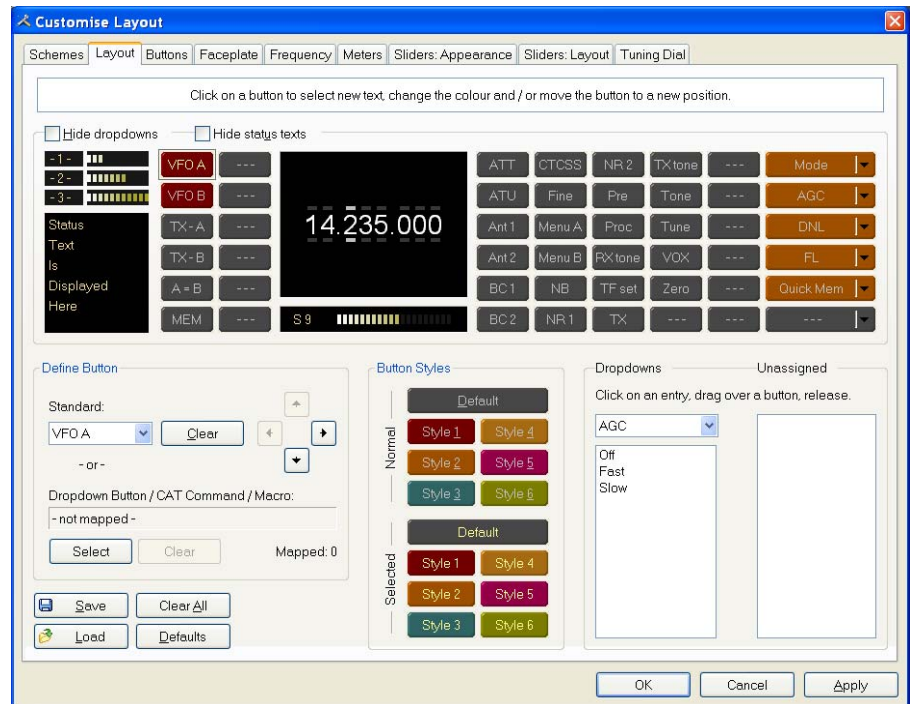 Customise Layout
Schemes Layout Buttons Faceplate Frequency Meters Sliders: Appearance Sliders: Layout Tuning Dial
Click on a button to select new text, change the colour and / or move the button to a new position.
Hide dropdowns Hide status texts
-1- VFO A --- ATT CTCSS NR 2 TX tone --- Mode
-2-
-3- VFO B --- ATU Fine Pre Tone --- AGC
Status TX-A --- 14.235.000 Ant 1 Menu A Proc Tune --- DNL
Text
Is TX-B --- Ant 2 Menu B RX tone VOX --- FL
Displayed A = B --- BC 1 NB TF set Zero --- Quick Mem
Here
MEM --- S 9 BC 2 NR 1 TX --- --- ---
Define Button
Standard:
VFO A Clear
- or -
Dropdown Button / CAT Command / Macro:
- not mapped -
Select Clear Mapped: 0
Save Clear All
Load Defaults
Button Styles
Normal
Default
Style 1 Style 4
Style 2 Style 5
Style 3 Style 6
Selected
Default
Style 1 Style 4
Style 2 Style 5
Style 3 Style 6
Dropdowns Unassigned
Click on an entry, drag over a button, release.
AGC
Off
Fast
Slow
OK Cancel Apply